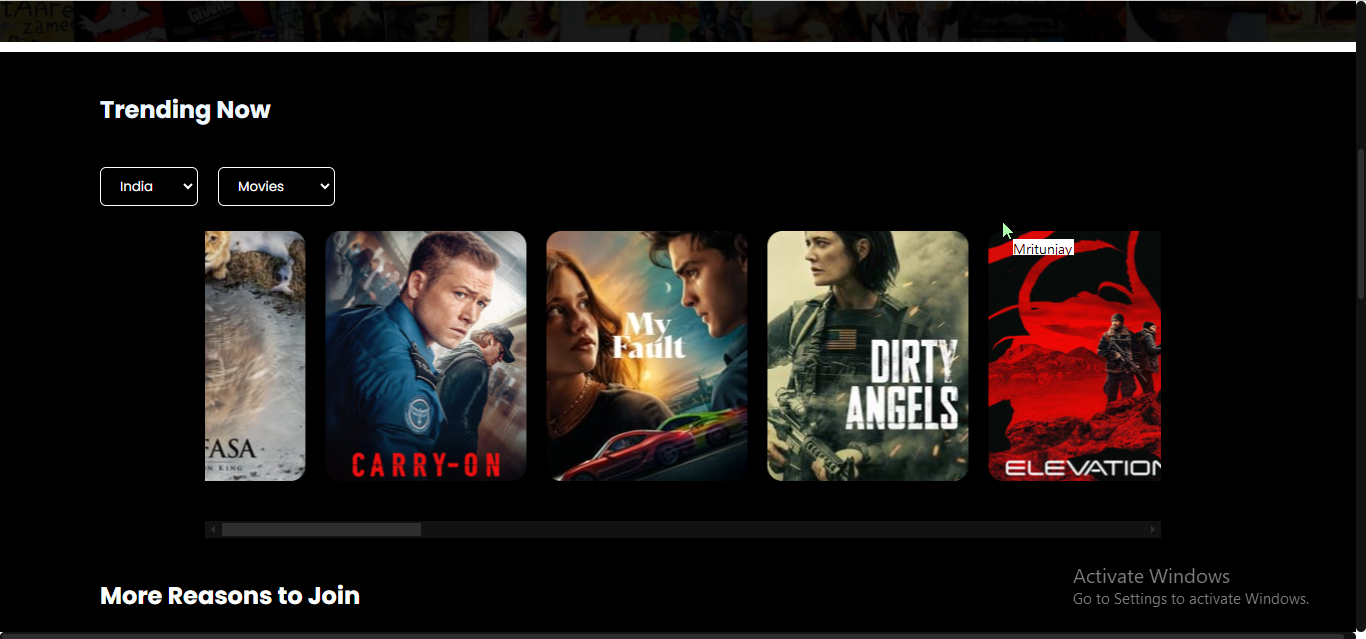 Trending Now
India
Movies
Mritunjay
FASA
N KING
CARRY-ON
My
Fault
DIRTY
ANGELS
ELEVATION
More Reasons to Join
Activate Windows
Go to Settings to activate Windows.